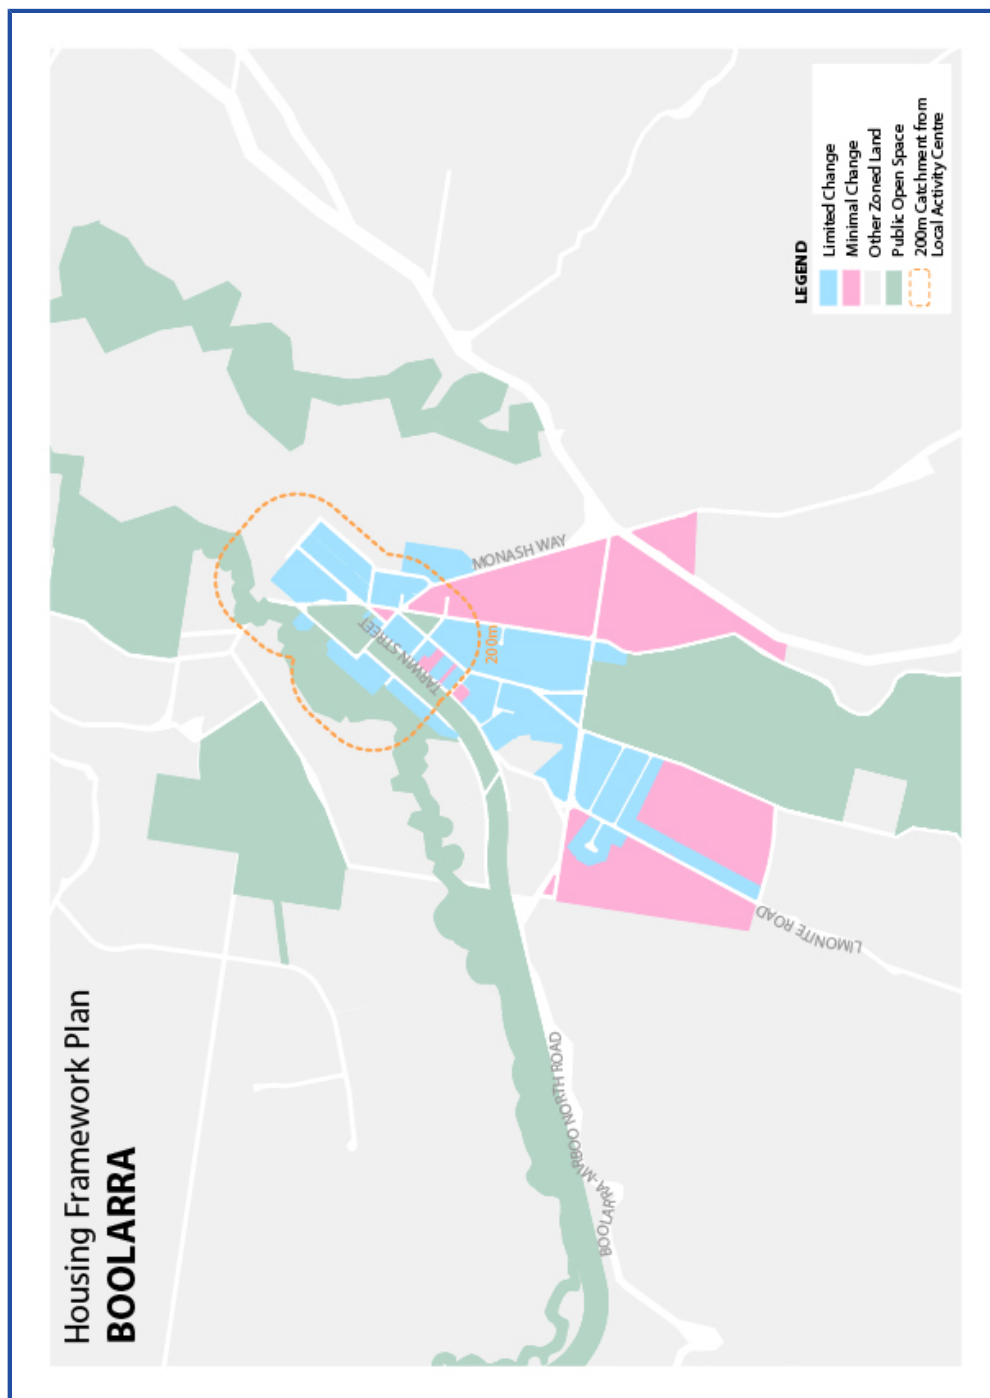 Housing Framework Plan
BOOLARRA
LEGEND
Limited Change
Minimal Change
Other Zoned Land
Public Open Space
200m Catchment from
Local Activity Centre
MONASH WAY
TARWIN STREET
200m
LIMONITE ROAD
BOOLARRA-MIRBOO NORTH ROAD